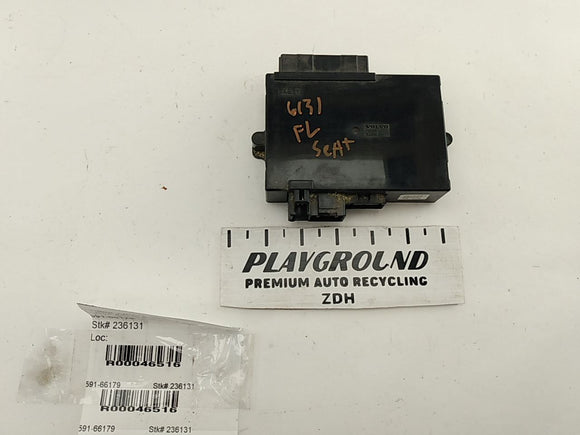 6131
FL
SeAt
VOLVO
PLAYGROUND
PREMIUM AUTO RECYCLING
ZDH
Stk# 236131
Loc:
R00046516
591-66179 Stk# 236131
R00046516
591-66179 Stk# 236131